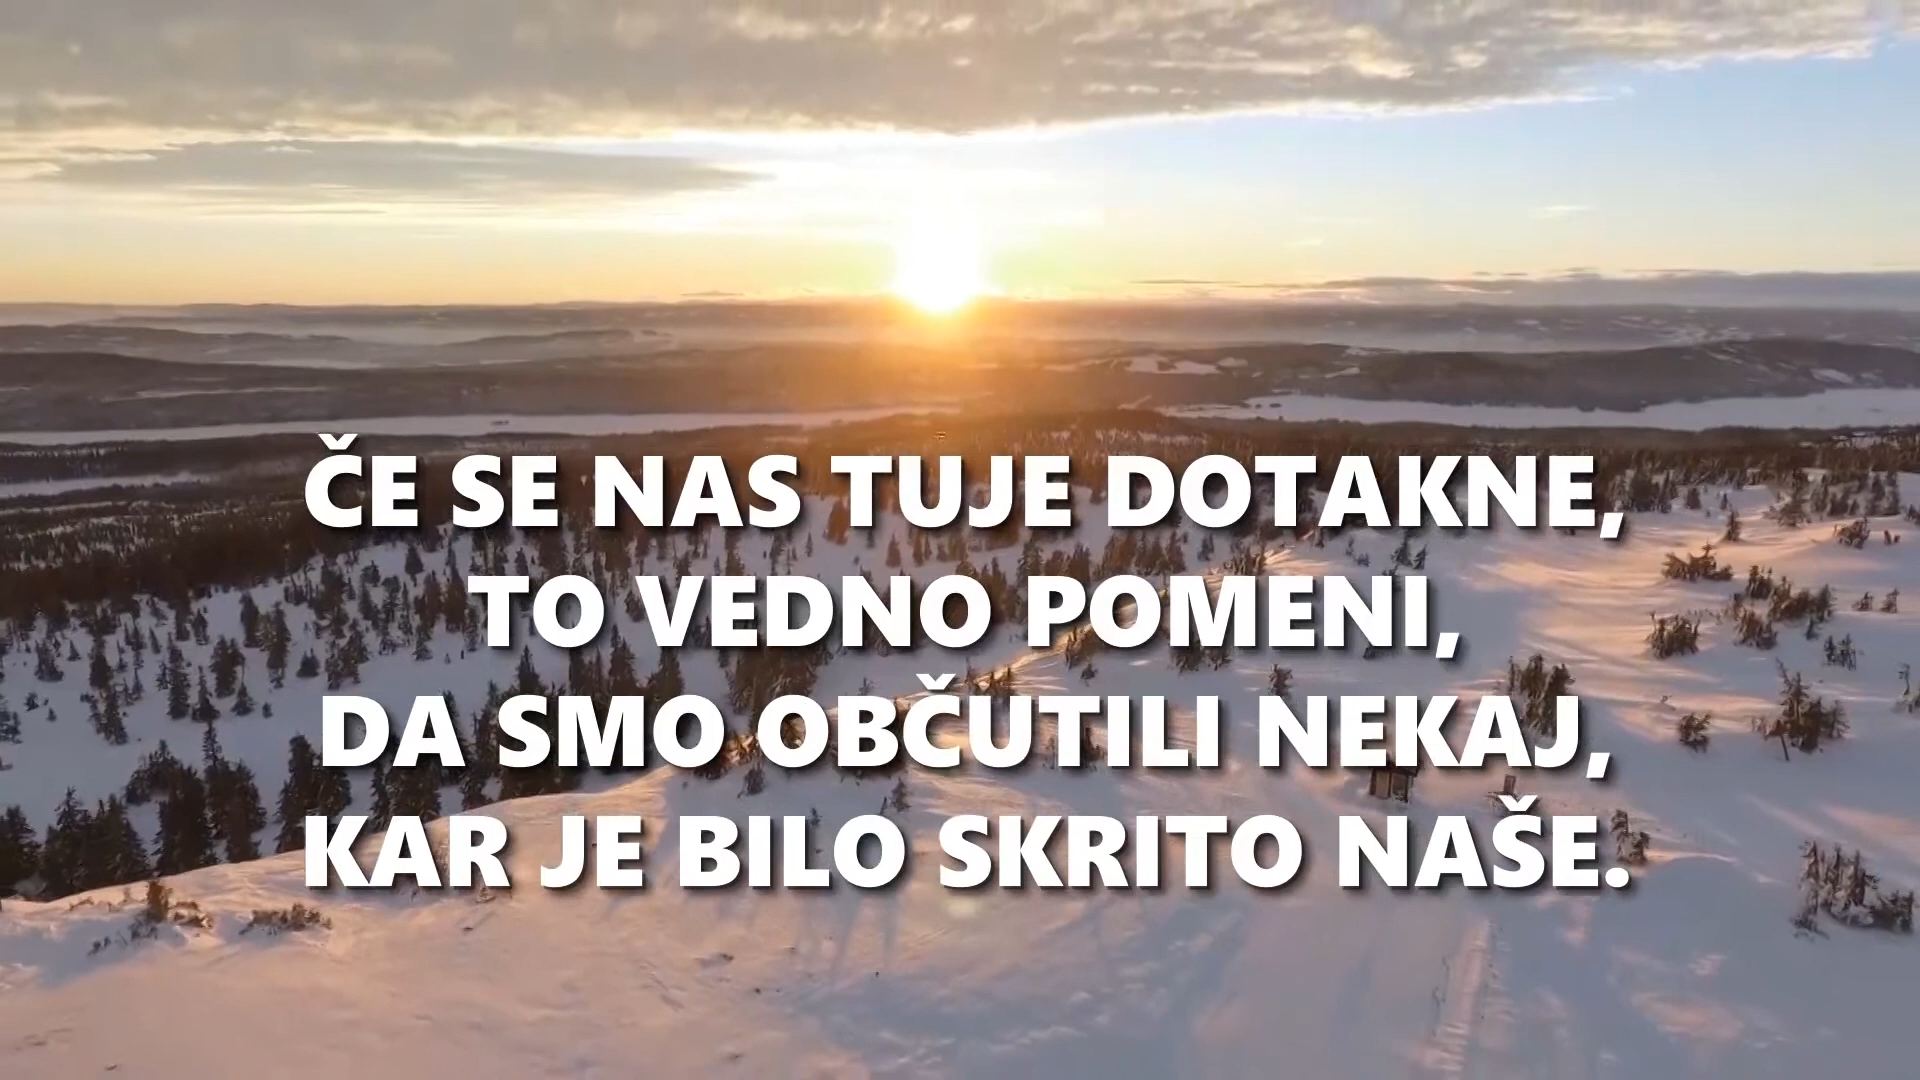 ČE SE NAS TUJE DOTAKNE,
TO VEDNO POMENI,
DA SMO OBČUTILI NEKAJ,
KAR JE BILO SKRITO NAŠE.